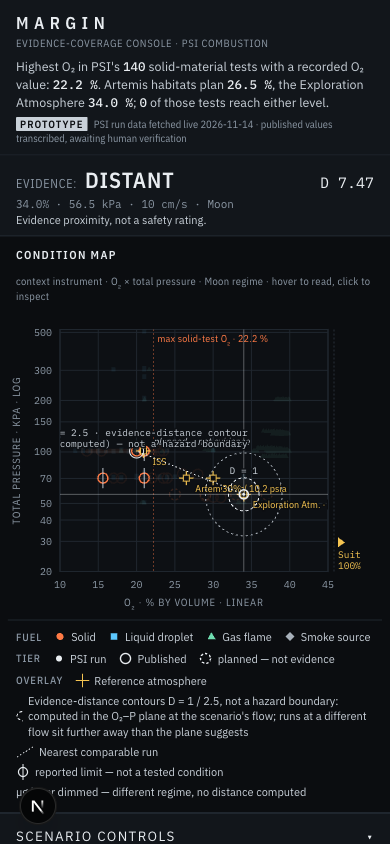 MARGIN
EVIDENCE-COVERAGE CONSOLE · PSI COMBUSTION
Highest O₂ in PSI's 140 solid-material tests with a recorded O₂
value: 22.2 %. Artemis habitats plan 26.5 %, the Exploration
Atmosphere 34.0 %; 0 of those tests reach either level.
PROTOTYPE PSI run data fetched live 2026-11-14 · published values
transcribed, awaiting human verification
EVIDENCE: DISTANT D 7.47
34.0% · 56.5 kPa · 10 cm/s · Moon
Evidence proximity, not a safety rating.
CONDITION MAP
context instrument · O₂ × total pressure · Moon regime · hover to read, click to
inspect
TOTAL PRESSURE · KPA · LOG
500
300
200
150
100
70
50
40
30
20
max solid-test O₂ · 22.2 %
= 2.5 · evidence-distance contour
computed) — not a hazard boundary
ISS
D = 1
10.2 psia
Exploration Atm. ·
Suit
100%
10 15 20 25 30 35 40 45
O₂ · % BY VOLUME · LINEAR
FUEL Solid Liquid droplet Gas flame Smoke source
TIER PSI run Published planned — not evidence
OVERLAY Reference atmosphere
Evidence-distance contours D = 1 / 2.5, not a hazard boundary:
computed in the O₂–P plane at the scenario's flow; runs at a different
flow sit further away than the plane suggests
Nearest comparable run
reported limit — not a tested condition
dimmed — different regime, no distance computed
N
SCENARIO CONTROLS